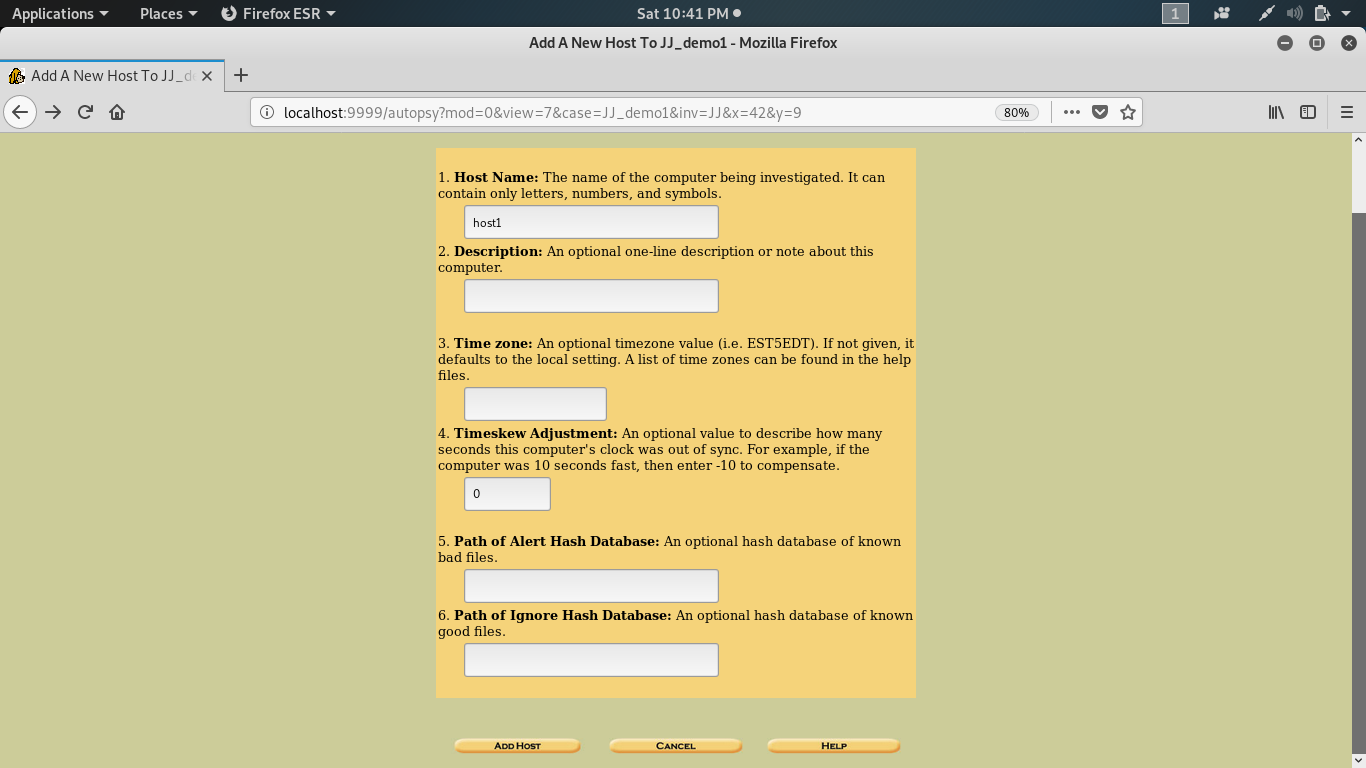 Applications Places Firefox ESR Sat 10:41 PM 1
Add A New Host To JJ_demo1 - Mozilla Firefox
Add A New Host To JJ_d
localhost:9999/autopsy?mod=0&view=7&case=JJ_demo1&inv=JJ&x=42&y=9 80%
1. Host Name: The name of the computer being investigated. It can
contain only letters, numbers, and symbols.
host1
2. Description: An optional one-line description or note about this
computer.
3. Time zone: An optional timezone value (i.e. EST5EDT). If not given, it
defaults to the local setting. A list of time zones can be found in the help
files.
4. Timeskew Adjustment: An optional value to describe how many
seconds this computer's clock was out of sync. For example, if the
computer was 10 seconds fast, then enter -10 to compensate.
0
5. Path of Alert Hash Database: An optional hash database of known
bad files.
6. Path of Ignore Hash Database: An optional hash database of known
good files.
ADD HOST CANCEL HELP